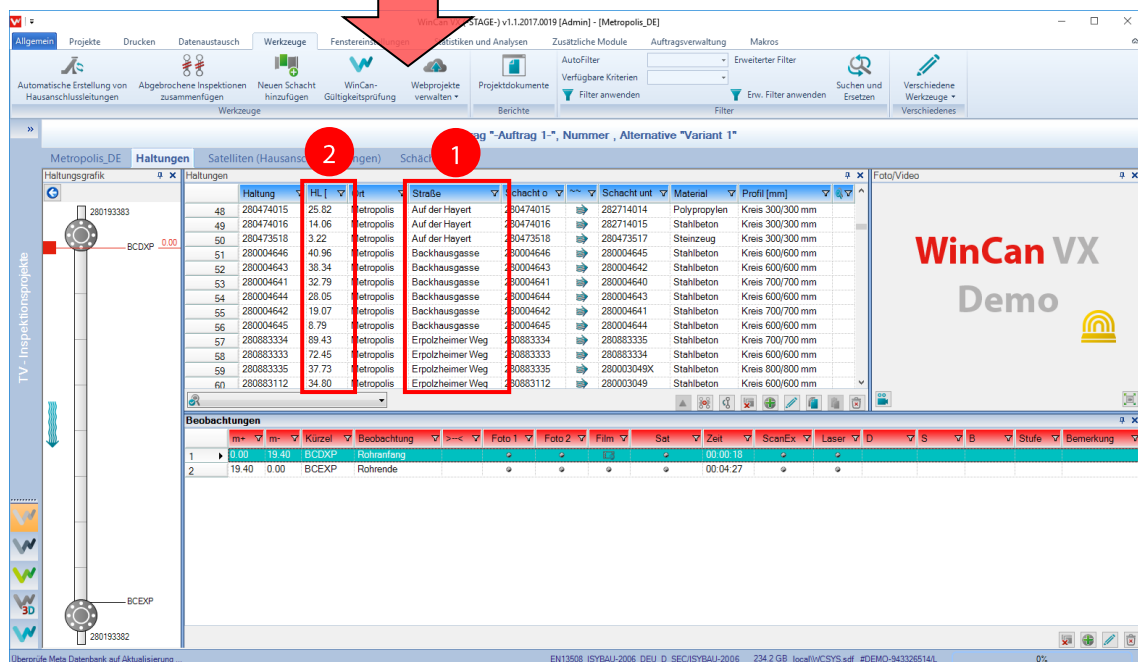 WinCan VX (-STAGE-) v1.1.2017.0019 [Admin] - [Metropolis_DE]
Allgemein Projekte Drucken Datenaustausch Werkzeuge Fenstereinstellungen Statistiken und Analysen Zusätzliche Module Auftragsverwaltung Makros
Automatische Erstellung von Hausanschlussleitungen
Abgebrochene Inspektionen zusammenfügen
Neuen Schacht hinzufügen
WinCan-Gültigkeitsprüfung
Webprojekte verwalten
Projektdokumente
AutoFilter
Verfügbare Kriterien
Filter anwenden
Erweiterter Filter
Erw. Filter anwenden
Suchen und Ersetzen
Verschiedene Werkzeuge
Werkzeuge Berichte Filter Verschiedenes
"-Auftrag 1-", Nummer , Alternative "Variant 1"
Metropolis_DE Haltungen Satelliten
2
1
Haltungsgrafik Haltungen Foto/Video
Haltung HL [ Ort Straße Schacht o ~~ Schacht unt Material Profil [mm]
48 280474015 25.82 Metropolis Auf der Hayert 280474015 282714014 Polypropylen Kreis 300/300 mm
49 280474016 14.06 Metropolis Auf der Hayert 280474016 282714015 Stahlbeton Kreis 300/300 mm
50 280473518 3.22 Metropolis Auf der Hayert 280473518 280473517 Steinzeug Kreis 300/300 mm
51 280004646 40.96 Metropolis Backhausgasse 280004646 280004645 Stahlbeton Kreis 600/600 mm
52 280004643 38.34 Metropolis Backhausgasse 280004643 280004642 Stahlbeton Kreis 600/600 mm
53 280004641 32.79 Metropolis Backhausgasse 280004641 280004640 Stahlbeton Kreis 700/700 mm
54 280004644 28.05 Metropolis Backhausgasse 280004644 280004643 Stahlbeton Kreis 600/600 mm
55 280004642 19.07 Metropolis Backhausgasse 280004642 280004641 Stahlbeton Kreis 700/700 mm
56 280004645 8.79 Metropolis Backhausgasse 280004645 280004644 Stahlbeton Kreis 600/600 mm
57 280883334 89.43 Metropolis Erpolzheimer Weg 280883334 280883335 Stahlbeton Kreis 700/700 mm
58 280883333 72.45 Metropolis Erpolzheimer Weg 280883333 280883334 Stahlbeton Kreis 600/600 mm
59 280883335 37.73 Metropolis Erpolzheimer Weg 280883335 280003049X Stahlbeton Kreis 800/800 mm
60 280883112 34.80 Metropolis Erpolzheimer Weg 280883112 280003049 Stahlbeton Kreis 600/600 mm
280193383
BCDXP 0.00
BCEXP
280193382
WinCan VX
Demo
TV - Inspektionsprojekte
3D
Beobachtungen
m+ m- Kürzel Beobachtung >--< Foto 1 Foto 2 Film Sat Zeit ScanEx Laser D S B Stufe Bemerkung
1 0.00 19.40 BCDXP Rohranfang 00:00:18
2 19.40 0.00 BCEXP Rohrende 00:04:27
Überprüfe Meta Datenbank auf Aktualisierung ... EN13508_ISYBAU-2006_DEU_D_SEC/ISYBAU-2006 234.2 GB local\WCSYS.sdf #DEMO-943326514/L 0%